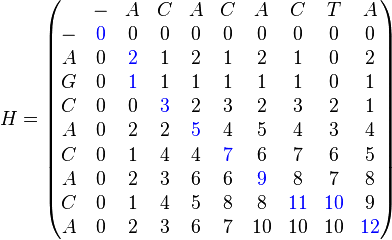 - A C A C A C T A
- 0 0 0 0 0 0 0 0 0
A 0 2 1 2 1 2 1 0 2
G 0 1 1 1 1 1 1 0 1
C 0 0 3 2 3 2 3 2 1
H = A 0 2 2 5 4 5 4 3 4
C 0 1 4 4 7 6 7 6 5
A 0 2 3 6 6 9 8 7 8
C 0 1 4 5 8 8 11 10 9
A 0 2 3 6 7 10 10 10 12